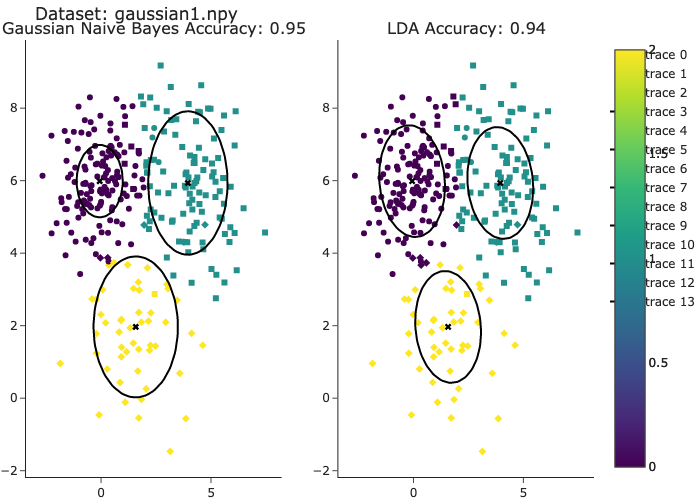 Dataset: gaussian1.npy
Gaussian Naive Bayes Accuracy: 0.95
LDA Accuracy: 0.94
8
6
4
2
0
−2
0
5
8
6
4
2
0
−2
0
5
2
1.5
1
0.5
0
trace 0
trace 1
trace 2
trace 3
trace 4
trace 5
trace 6
trace 7
trace 8
trace 9
trace 10
trace 11
trace 12
trace 13